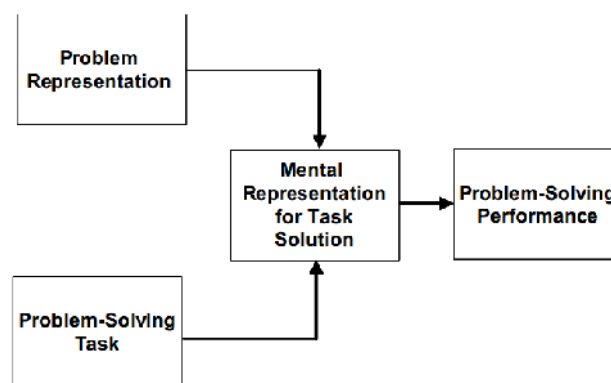 Problem
Representation
Mental
Representation
for Task
Solution
Problem-Solving
Performance
Problem-Solving
Task